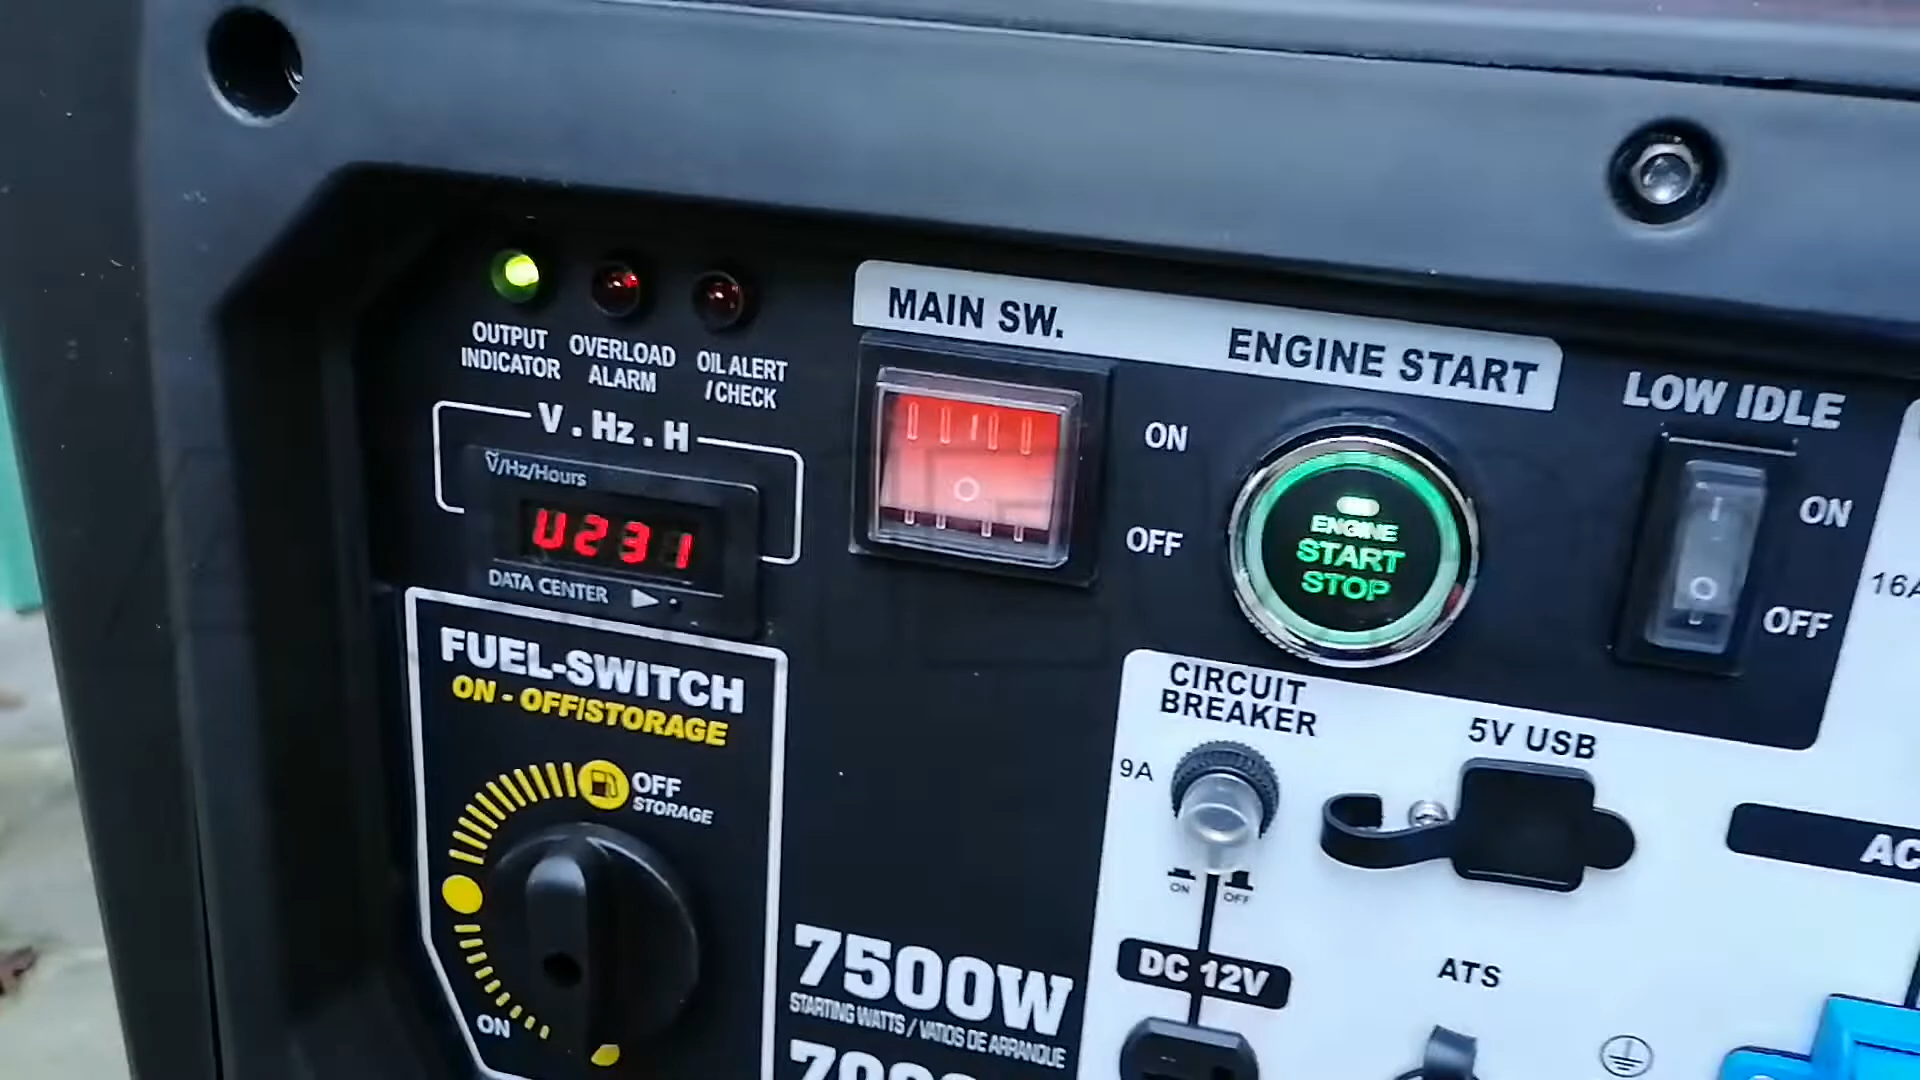 OUTPUT
INDICATOR
OVERLOAD
ALARM
OIL ALERT
/ CHECK
V . Hz . H
V/Hz/Hours
U231
DATA CENTER
MAIN SW.
ENGINE START
ON
OFF
ENGINE
START
STOP
LOW IDLE
ON
OFF
FUEL-SWITCH
ON - OFF/STORAGE
OFF
STORAGE
ON
7500W
STARTING WATTS / VATIOS DE ARRANQUE
CIRCUIT
BREAKER
9A
ON
OFF
5V USB
DC 12V
ATS
16A
AC